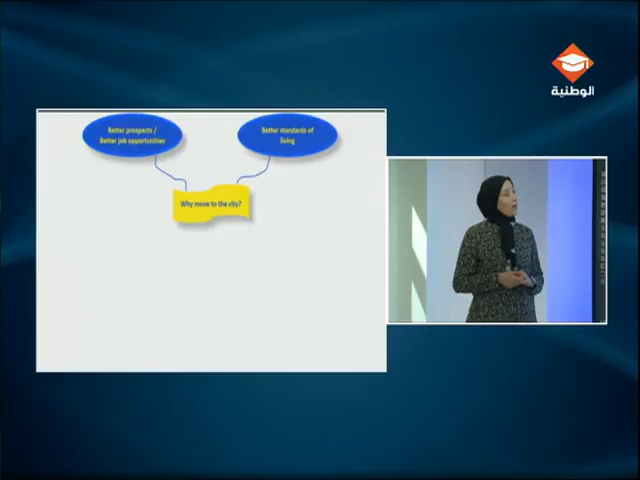 الوطنية
Better prospects /
Better job opportunities
Better standards of
living
Why move to the city?